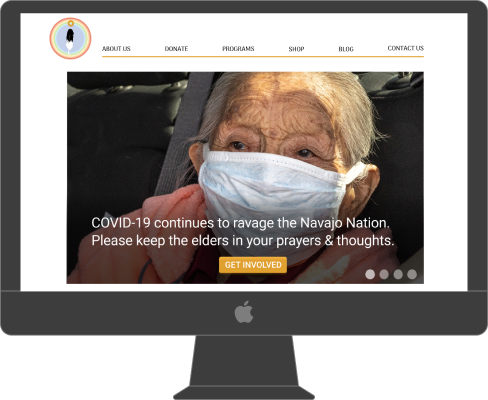 ABOUT US
DONATE
PROGRAMS
SHOP
BLOG
CONTACT US
COVID-19 continues to ravage the Navajo Nation.
Please keep the elders in your prayers & thoughts.
GET INVOLVED